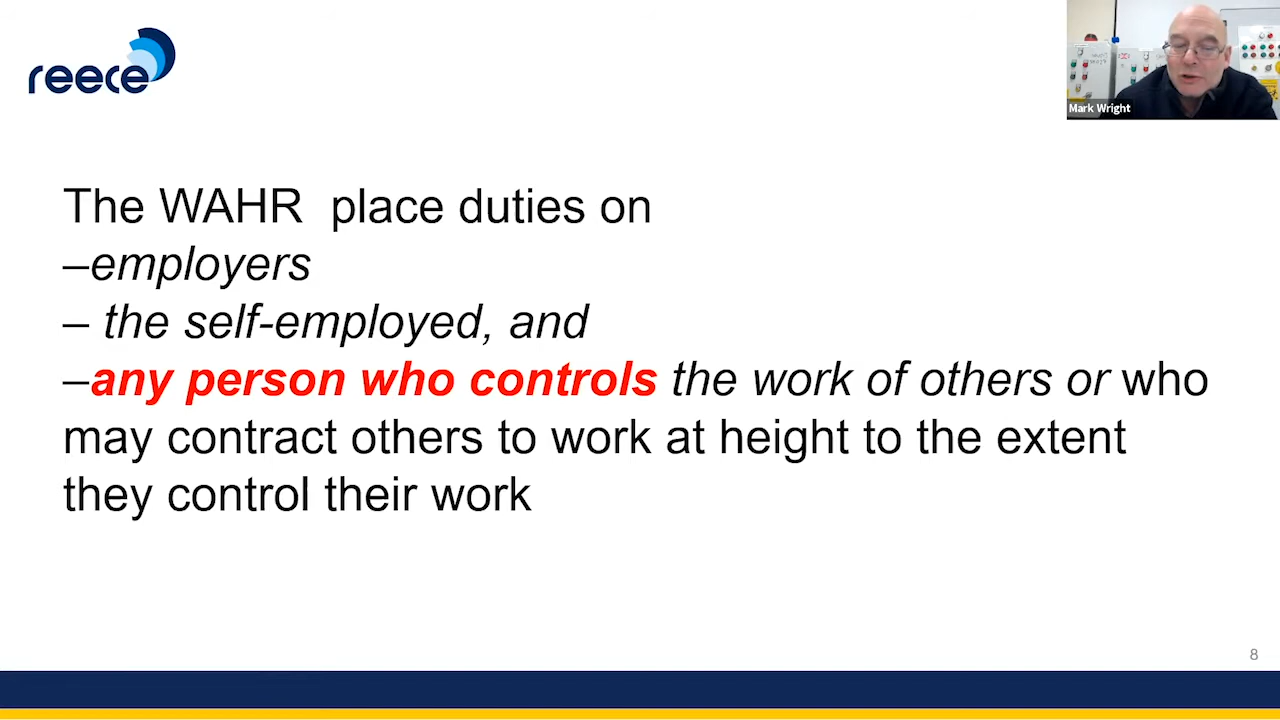 reece
Mark Wright
The WAHR place duties on
–employers
– the self-employed, and
–any person who controls the work of others or who
may contract others to work at height to the extent
they control their work
8